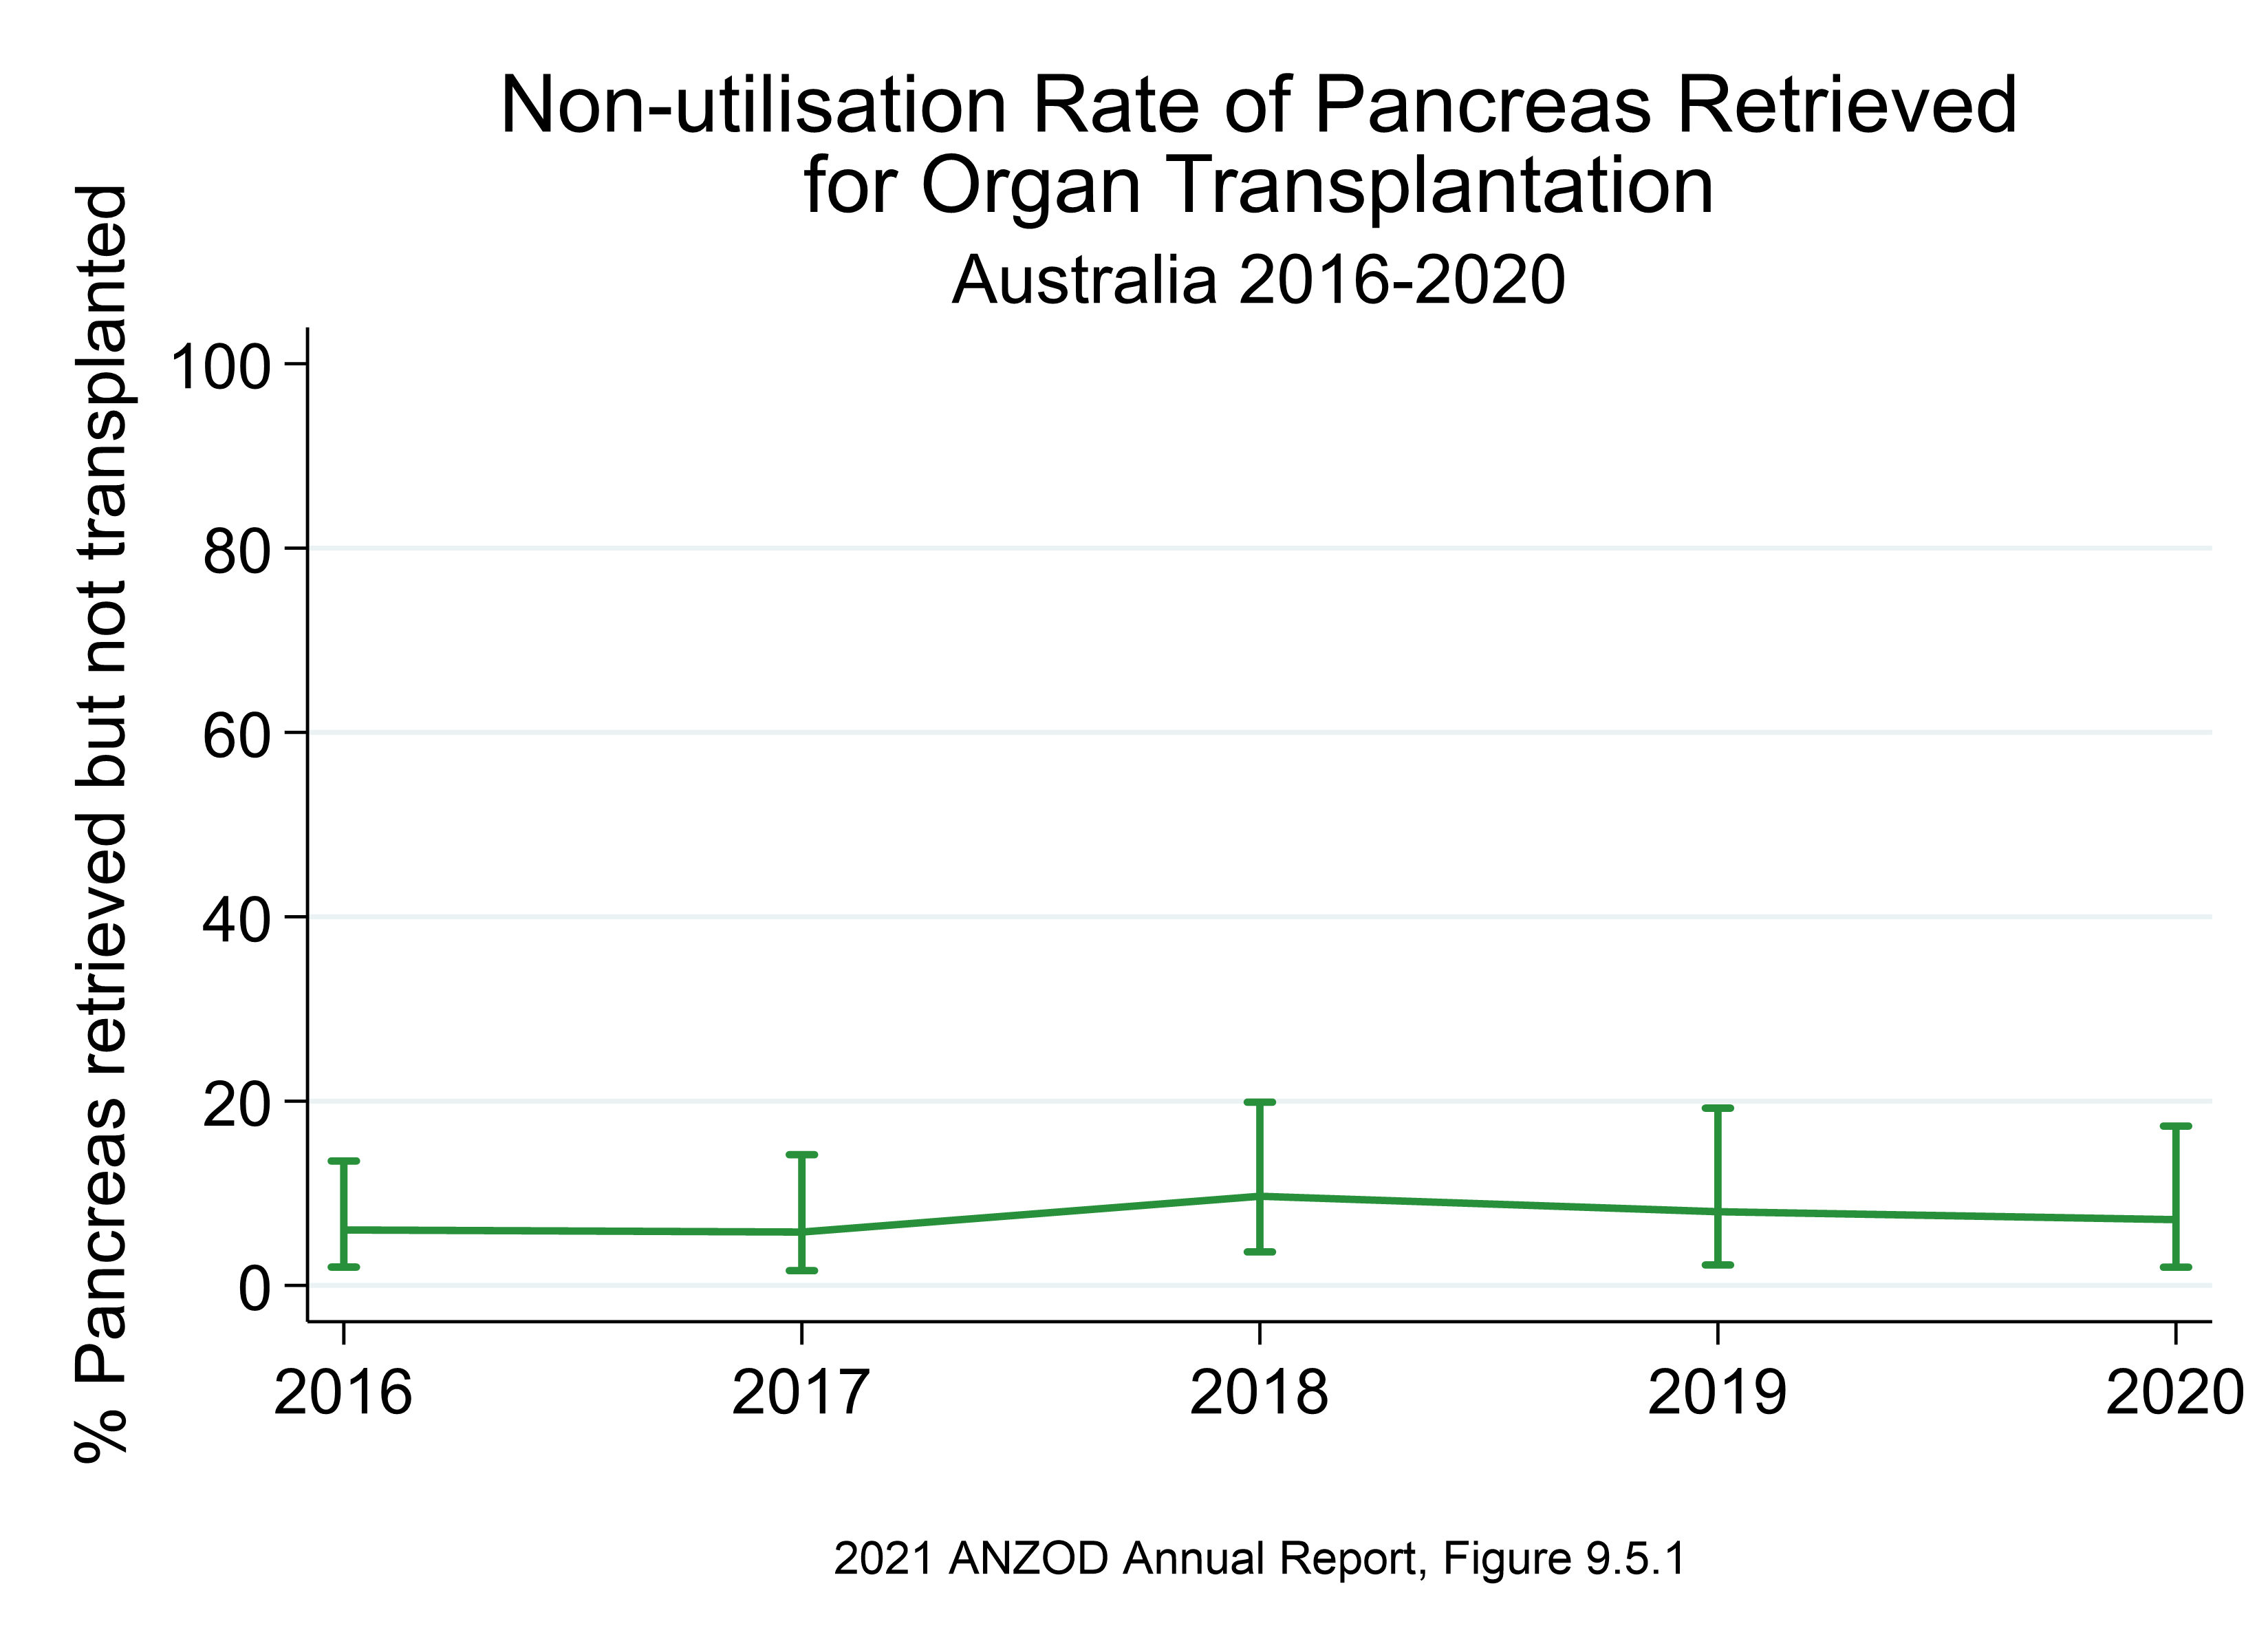 Non-utilisation Rate of Pancreas Retrieved
for Organ Transplantation
Australia 2016-2020
% Pancreas retrieved but not transplanted
100
80
60
40
20
0
2016 2017 2018 2019 2020
2021 ANZOD Annual Report, Figure 9.5.1